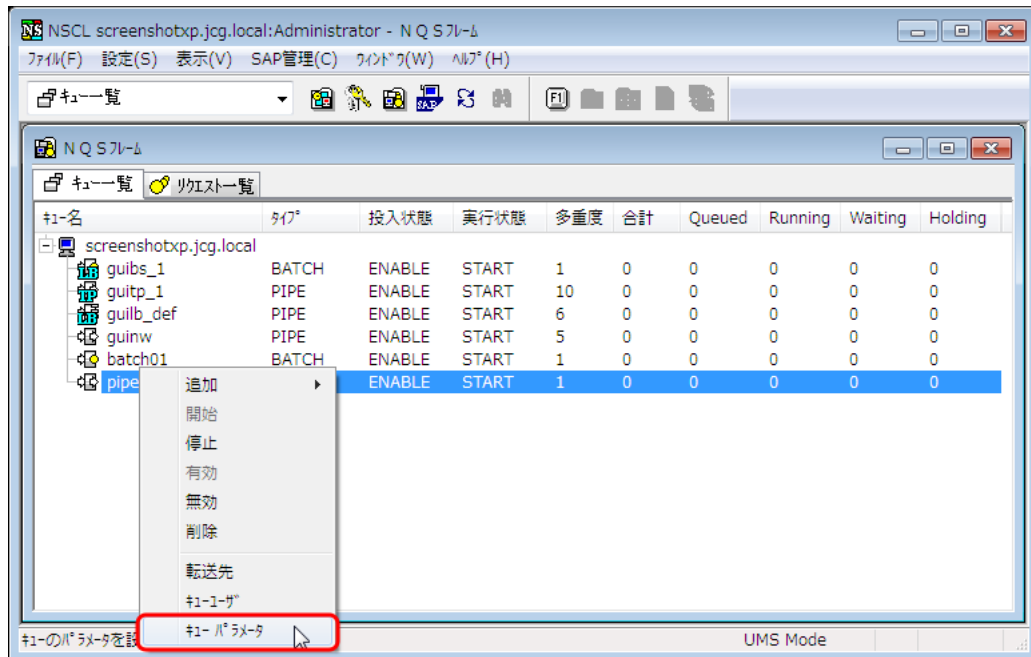 NSCL screenshotxp.jcg.local:Administrator - ＮＱＳﾌﾚｰﾑ
ﾌｧｲﾙ(F) 設定(S) 表示(V) SAP管理(C) ｳｨﾝﾄﾞｳ(W) ﾍﾙﾌﾟ(H)
ｷｭｰ一覧
ＮＱＳﾌﾚｰﾑ
ｷｭｰ一覧 ﾘｸｴｽﾄ一覧
ｷｭｰ名 ﾀｲﾌﾟ 投入状態 実行状態 多重度 合計 Queued Running Waiting Holding
screenshotxp.jcg.local
guibs_1 BATCH ENABLE START 1 0 0 0 0 0
guitp_1 PIPE ENABLE START 10 0 0 0 0 0
guilb_def PIPE ENABLE START 6 0 0 0 0 0
guinw PIPE ENABLE START 5 0 0 0 0 0
batch01 BATCH ENABLE START 1 0 0 0 0 0
pipe ENABLE START 1 0 0 0 0 0
追加
開始
停止
有効
無効
削除
転送先
ｷｭｰﾕｰｻﾞ
ｷｭｰ ﾊﾟﾗﾒｰﾀ
ｷｭｰのﾊﾟﾗﾒｰﾀを設 UMS Mode